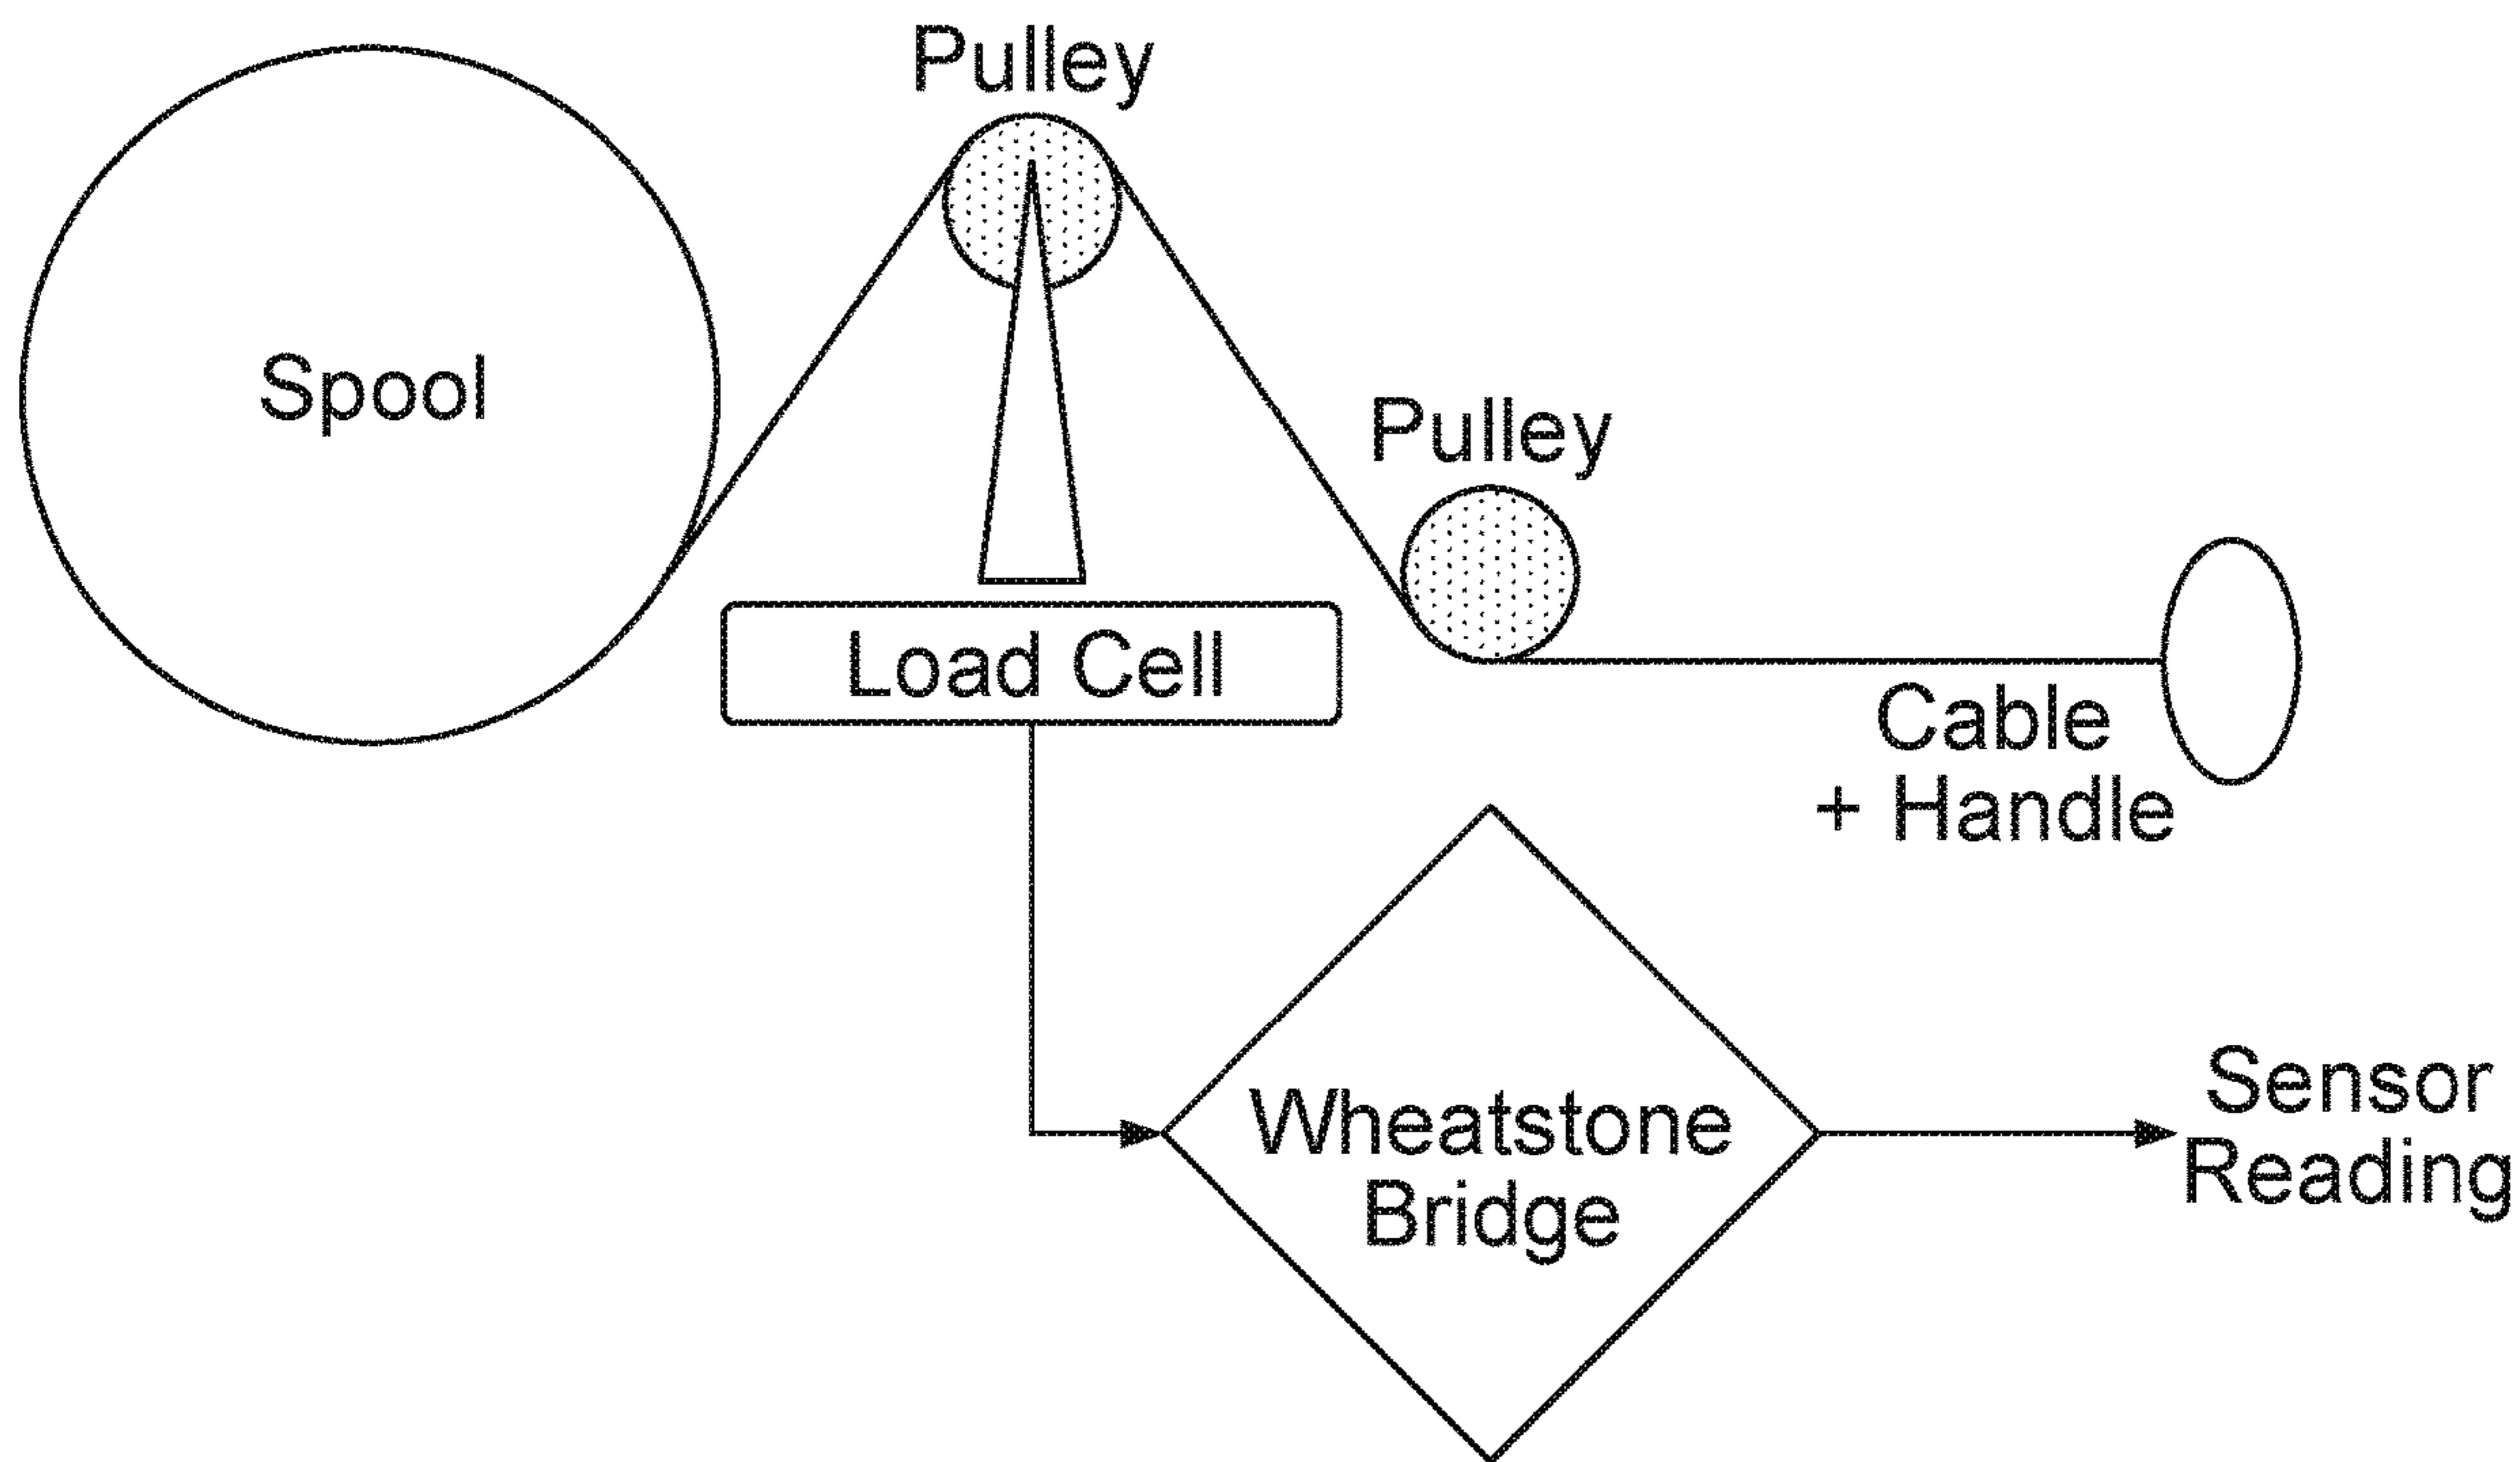 Pulley
Spool
Pulley
Load Cell
Cable
+ Handle
Wheatstone
Bridge
Sensor
Reading